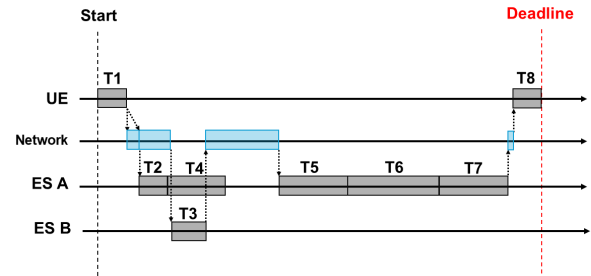 Start
Deadline
T1
T8
UE
Network
T2 T4
T5 T6 T7
ES A
T3
ES B